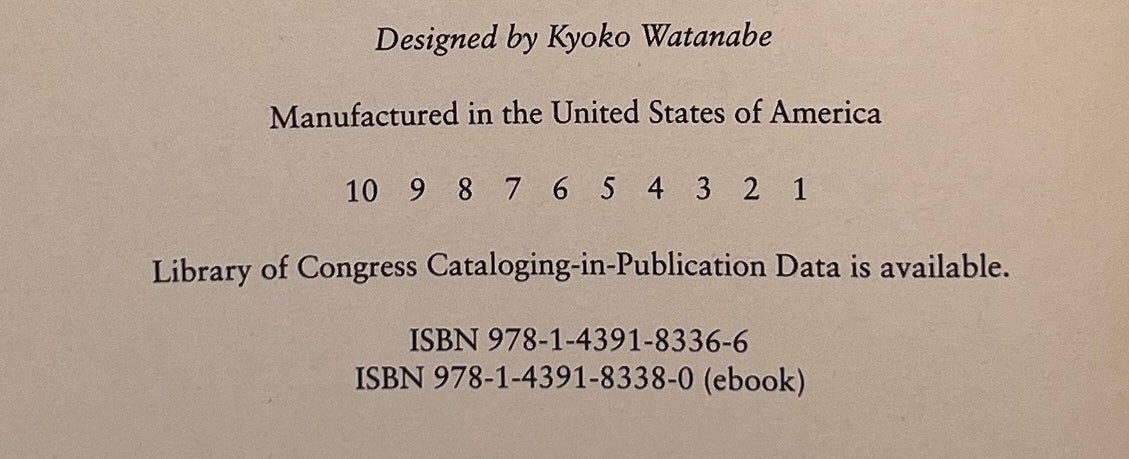 Designed by Kyoko Watanabe
Manufactured in the United States of America
10 9 8 7 6 5 4 3 2 1
Library of Congress Cataloging-in-Publication Data is available.
ISBN 978-1-4391-8336-6
ISBN 978-1-4391-8338-0 (ebook)